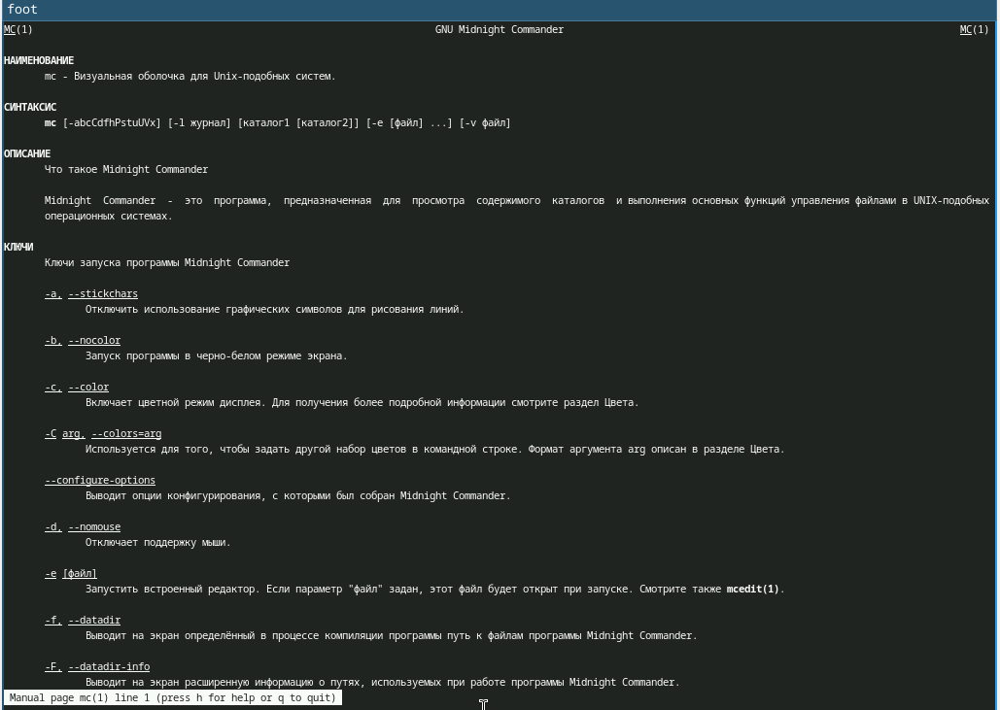 foot
MC(1) GNU Midnight Commander MC(1)
НАИМЕНОВАНИЕ
mc - Визуальная оболочка для Unix-подобных систем.
СИНТАКСИС
mc [-abcCdfhPstuUVx] [-l журнал] [каталог1 [каталог2]] [-e [файл] ...] [-v файл]
ОПИСАНИЕ
Что такое Midnight Commander
Midnight Commander - это программа, предназначенная для просмотра содержимого каталогов и выполнения основных функций управления файлами в UNIX-подобных
операционных системах.
КЛЮЧИ
Ключи запуска программы Midnight Commander
-a, --stickchars
Отключить использование графических символов для рисования линий.
-b, --nocolor
Запуск программы в черно-белом режиме экрана.
-c, --color
Включает цветной режим дисплея. Для получения более подробной информации смотрите раздел Цвета.
-C arg, --colors=arg
Используется для того, чтобы задать другой набор цветов в командной строке. Формат аргумента arg описан в разделе Цвета.
--configure-options
Выводит опции конфигурирования, с которыми был собран Midnight Commander.
-d, --nomouse
Отключает поддержку мыши.
-e [файл]
Запустить встроенный редактор. Если параметр "файл" задан, этот файл будет открыт при запуске. Смотрите также mcedit(1).
-f, --datadir
Выводит на экран определённый в процессе компиляции программы путь к файлам программы Midnight Commander.
-F, --datadir-info
Выводит на экран расширенную информацию о путях, используемых при работе программы Midnight Commander.
Manual page mc(1) line 1 (press h for help or q to quit)